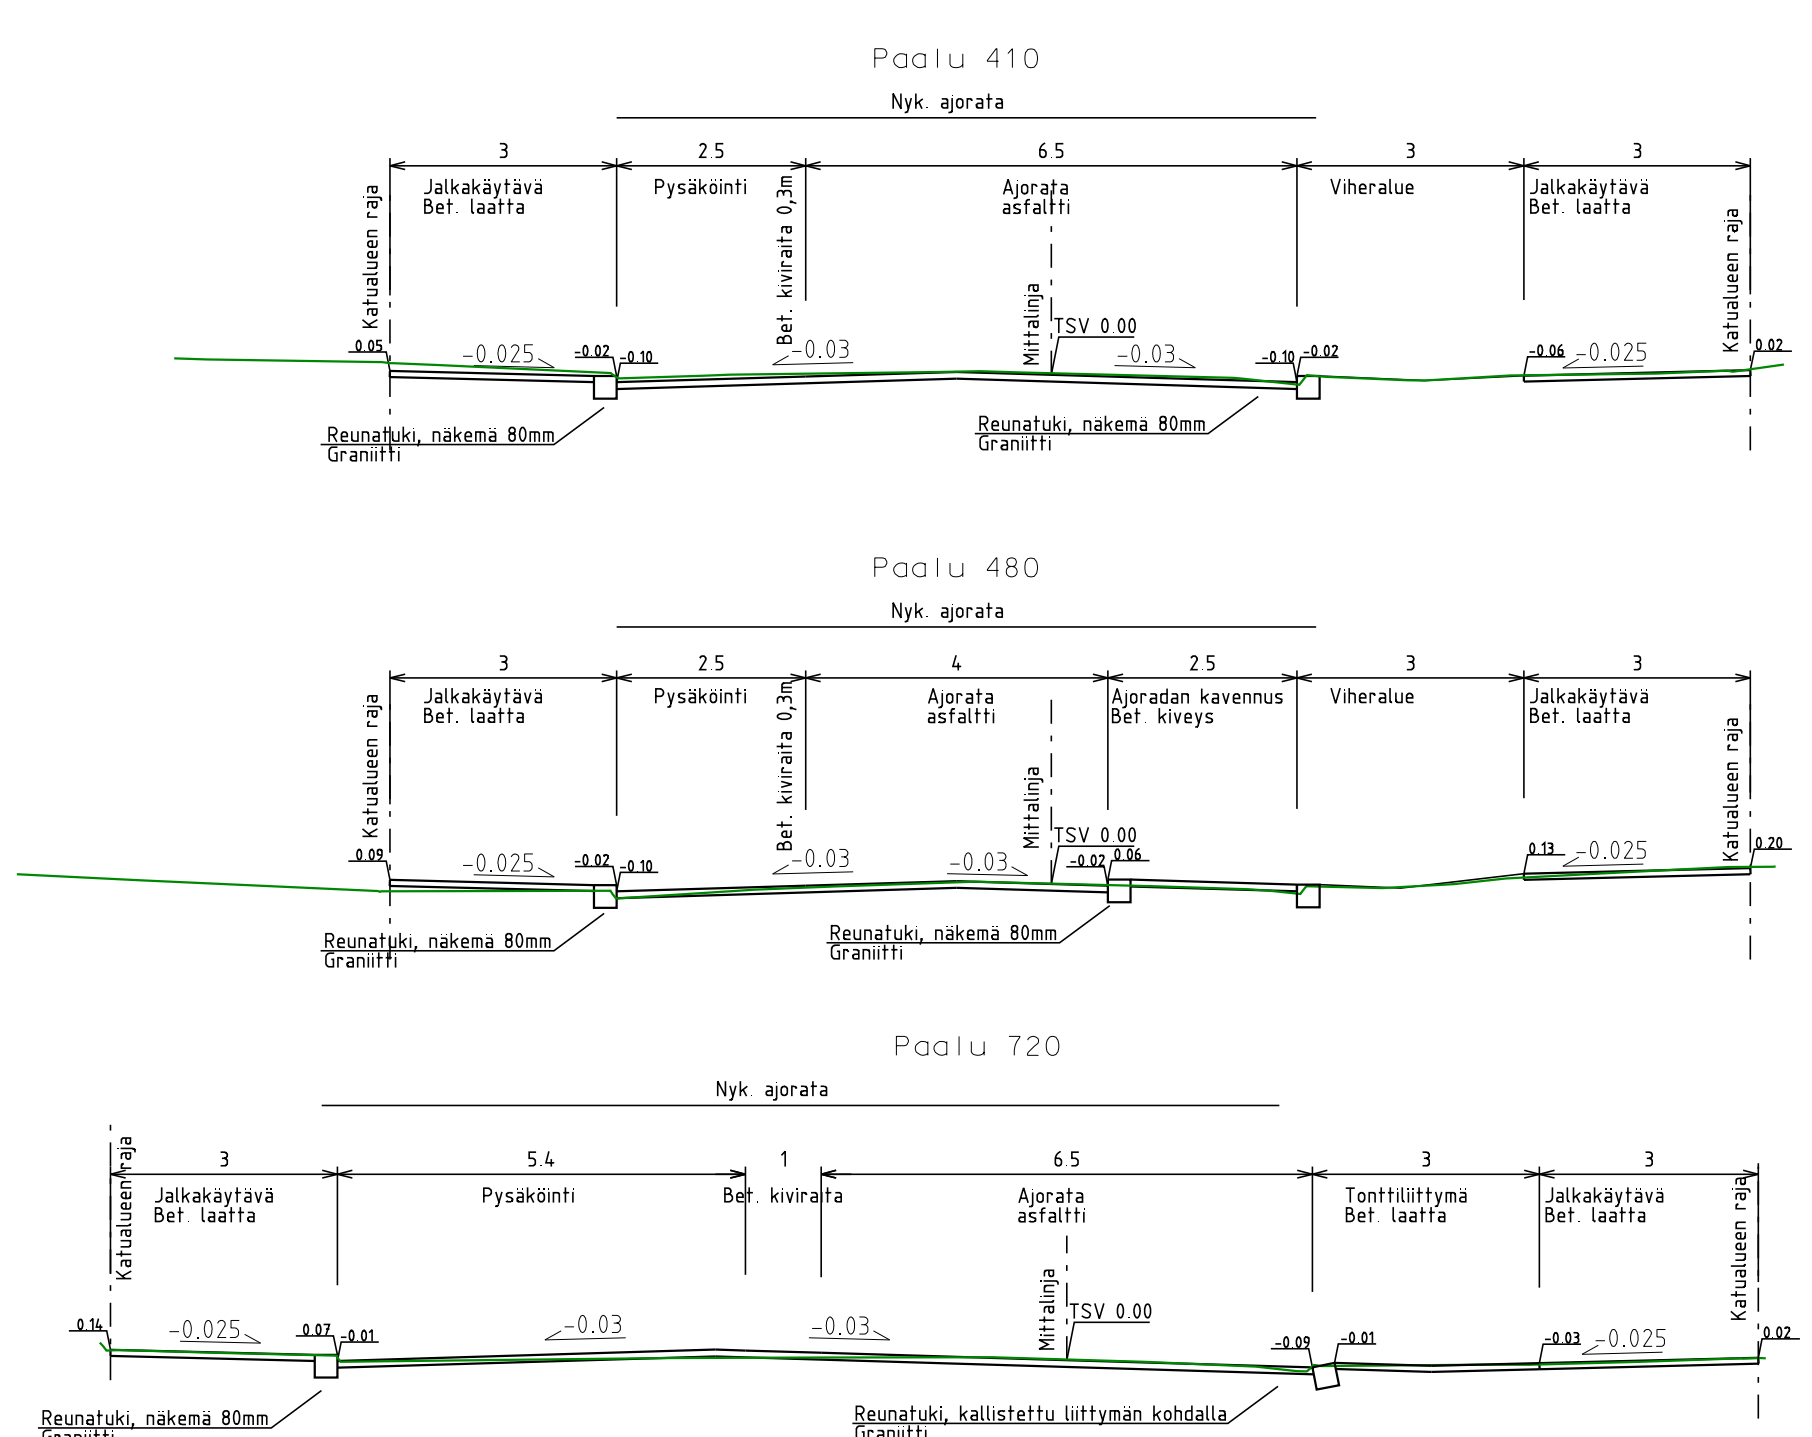 Paalu 410
Nyk. ajorata
3
2.5
6.5
3
3
Jalkakäytävä
Bet. laatta
Pysäköinti
Ajorata
asfaltti
Viheralue
Jalkakäytävä
Bet. laatta
Katualueen raja
Bet. kiviraita 0,3m
Mittalinja
Katualueen raja
TSV 0.00
0.05
-0.025
-0.02
-0.10
-0.03
-0.03
-0.10
-0.02
-0.06
-0.025
0.02
Reunatuki, näkemä 80mm
Graniitti
Reunatuki, näkemä 80mm
Graniitti
Paalu 480
Nyk. ajorata
3
2.5
4
2.5
3
3
Jalkakäytävä
Bet. laatta
Pysäköinti
Ajorata
asfaltti
Ajoradan kavennus
Bet. kiveys
Viheralue
Jalkakäytävä
Bet. laatta
Katualueen raja
Bet. kiviraita 0,3m
Mittalinja
Katualueen raja
TSV 0.00
0.09
-0.025
-0.02
-0.10
-0.03
-0.03
-0.02
0.06
0.13
-0.025
0.20
Reunatuki, näkemä 80mm
Graniitti
Reunatuki, näkemä 80mm
Graniitti
Paalu 720
Nyk. ajorata
3
5.4
1
6.5
3
3
Jalkakäytävä
Bet. laatta
Pysäköinti
Bet. kiviraita
Ajorata
asfaltti
Tonttiliittymä
Bet. laatta
Jalkakäytävä
Bet. laatta
Katualueen raja
Mittalinja
Katualueen raja
TSV 0.00
0.14
-0.025
0.07
-0.01
-0.03
-0.03
-0.09
-0.01
-0.03
-0.025
0.02
Reunatuki, näkemä 80mm
Graniitti
Reunatuki, kallistettu liittymän kohdalla
Graniitti